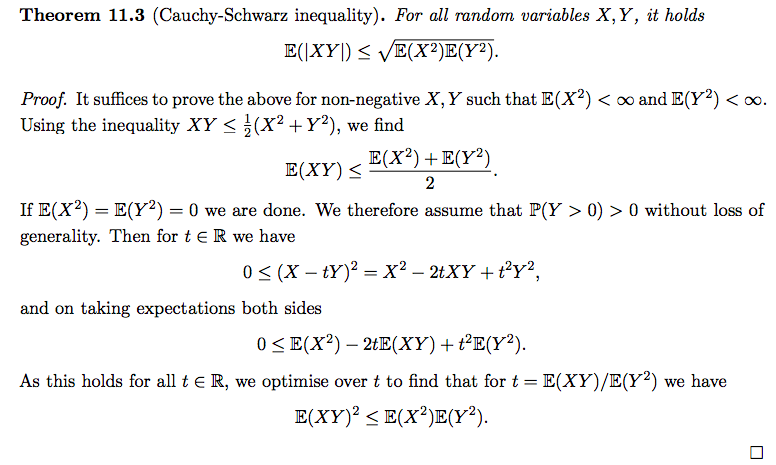 Theorem 11.3 (Cauchy-Schwarz inequality). For all random variables X, Y, it holds
𝔼(|XY|) ≤ √𝔼(X²)𝔼(Y²).
Proof. It suffices to prove the above for non-negative X, Y such that 𝔼(X²) < ∞ and 𝔼(Y²) < ∞.
Using the inequality XY ≤ ½(X² + Y²), we find
𝔼(XY) ≤ (𝔼(X²) + 𝔼(Y²))/2.
If 𝔼(X²) = 𝔼(Y²) = 0 we are done. We therefore assume that ℙ(Y > 0) > 0 without loss of
generality. Then for t ∈ ℝ we have
0 ≤ (X − tY)² = X² − 2tXY + t²Y²,
and on taking expectations both sides
0 ≤ 𝔼(X²) − 2t𝔼(XY) + t²𝔼(Y²).
As this holds for all t ∈ ℝ, we optimise over t to find that for t = 𝔼(XY)/𝔼(Y²) we have
𝔼(XY)² ≤ 𝔼(X²)𝔼(Y²).
□